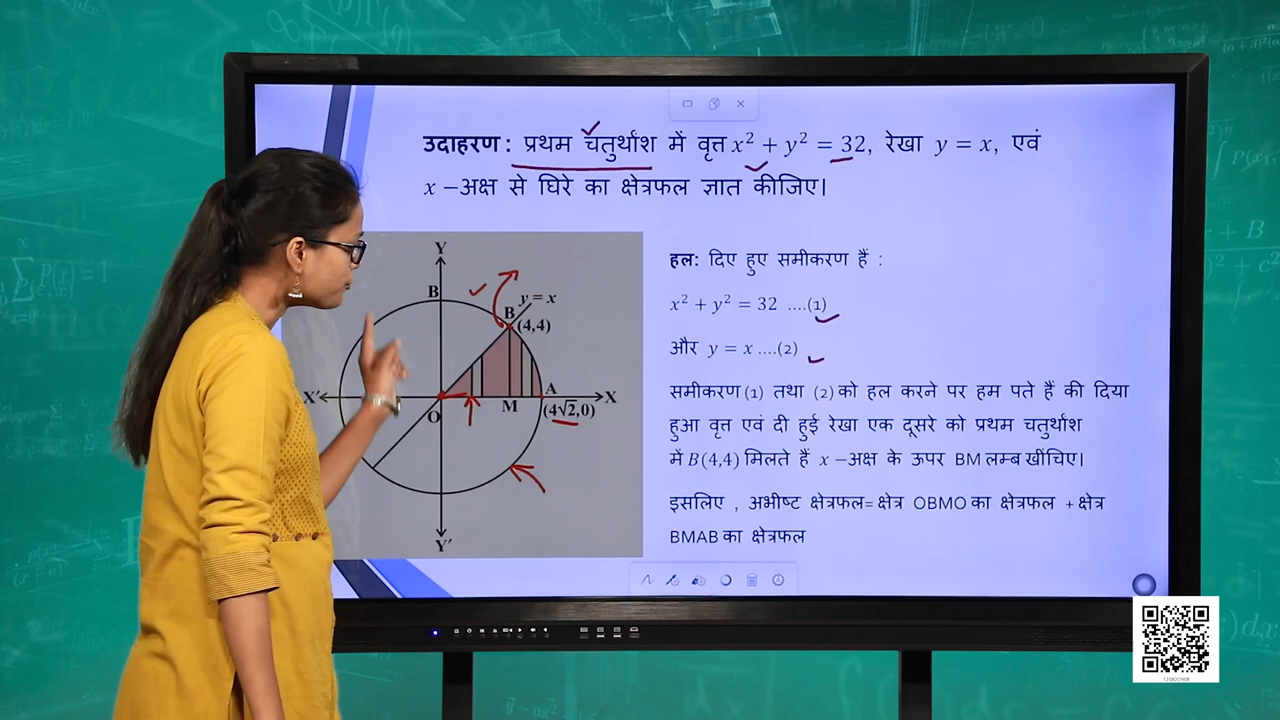 उदाहरण : प्रथम चतुर्थांश में वृत्त x² + y² = 32, रेखा y = x, एवं
x –अक्ष से घिरे का क्षेत्रफल ज्ञात कीजिए।
Y
B
y = x
B
(4,4)
X′
O
M
A
X
(4√2,0)
Y′
हल: दिए हुए समीकरण हैं :
x² + y² = 32 ....(1)
और y = x ....(2)
समीकरण (1) तथा (2) को हल करने पर हम पते हैं की दिया
हुआ वृत्त एवं दी हुई रेखा एक दूसरे को प्रथम चतुर्थांश
में B(4,4) मिलते हैं x –अक्ष के ऊपर BM लम्ब खींचिए।
इसलिए , अभीष्ट क्षेत्रफल= क्षेत्र OBMO का क्षेत्रफल + क्षेत्र
BMAB का क्षेत्रफल
12082CH08